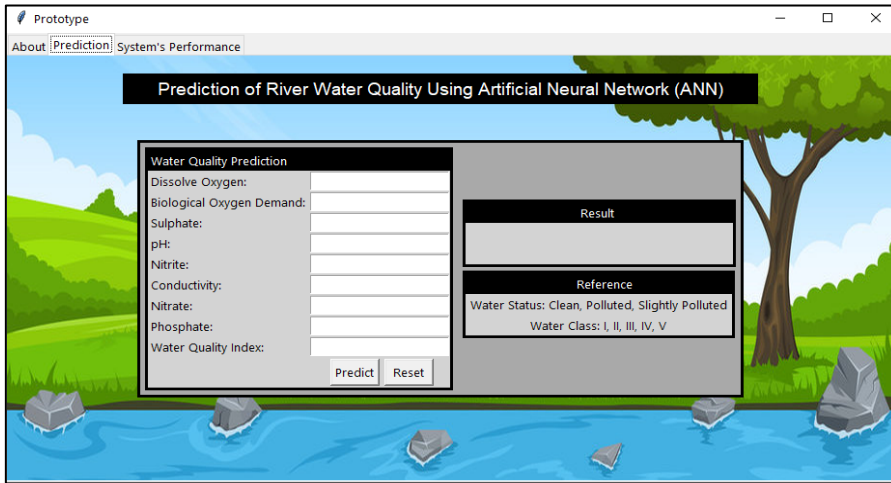 Prototype
About Prediction System's Performance
Prediction of River Water Quality Using Artificial Neural Network (ANN)
Water Quality Prediction
Dissolve Oxygen:
Biological Oxygen Demand:
Sulphate:
pH:
Nitrite:
Conductivity:
Nitrate:
Phosphate:
Water Quality Index:
Predict Reset
Result
Reference
Water Status: Clean, Polluted, Slightly Polluted
Water Class: I, II, III, IV, V